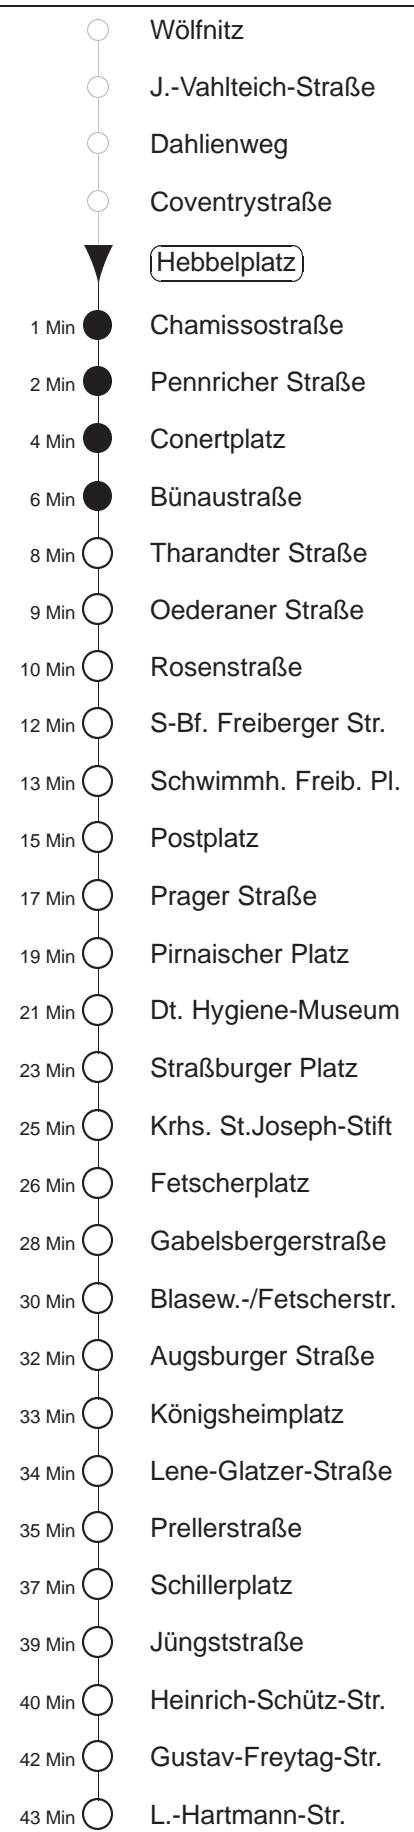 Wölfnitz
J.-Vahlteich-Straße
Dahlienweg
Coventrystraße
Hebbelplatz
1 Min Chamissostraße
2 Min Pennricher Straße
4 Min Conertplatz
6 Min Bünaustraße
8 Min Tharandter Straße
9 Min Oederaner Straße
10 Min Rosenstraße
12 Min S-Bf. Freiberger Str.
13 Min Schwimmh. Freib. Pl.
15 Min Postplatz
17 Min Prager Straße
19 Min Pirnaischer Platz
21 Min Dt. Hygiene-Museum
23 Min Straßburger Platz
25 Min Krhs. St.Joseph-Stift
26 Min Fetscherplatz
28 Min Gabelsbergerstraße
30 Min Blasew.-/Fetscherstr.
32 Min Augsburger Straße
33 Min Königsheimplatz
34 Min Lene-Glatzer-Straße
35 Min Prellerstraße
37 Min Schillerplatz
39 Min Jüngststraße
40 Min Heinrich-Schütz-Str.
42 Min Gustav-Freytag-Str.
43 Min L.-Hartmann-Str.